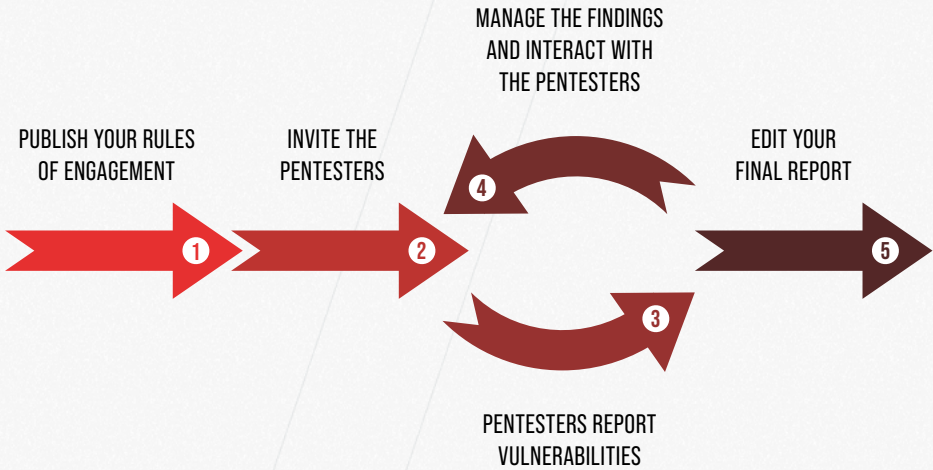 MANAGE THE FINDINGS
AND INTERACT WITH
THE PENTESTERS
PUBLISH YOUR RULES
OF ENGAGEMENT
INVITE THE
PENTESTERS
EDIT YOUR
FINAL REPORT
4
1
2
5
3
PENTESTERS REPORT
VULNERABILITIES